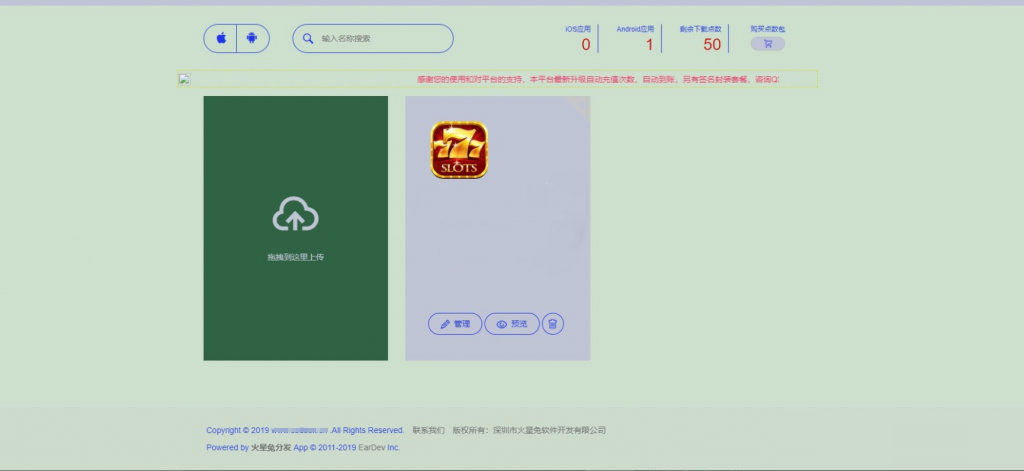 输入名称搜索
iOS应用
0
Android应用
1
剩余下载点数
50
购买点数包
感谢您的使用和对平台的支持，本平台最新升级自动充值次数，自动到账，另有签名封装套餐，咨询Q
777
SLOTS
拖拽到这里上传
管理
预览
Copyright © 2019 .All Rights Reserved. 联系我们 版权所有：深圳市火星兔软件开发有限公司
Powered by 火星兔分发 App © 2011-2019 EarDev Inc.